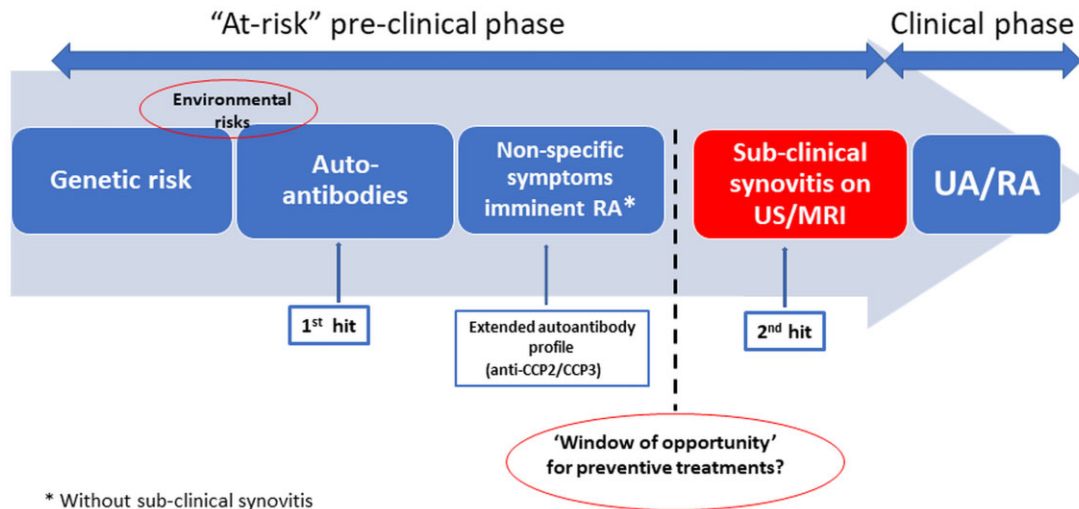 “At-risk” pre-clinical phase
Clinical phase
Environmental
risks
Genetic risk
Auto-
antibodies
Non-specific
symptoms
imminent RA*
Sub-clinical
synovitis on
US/MRI
UA/RA
1st hit
Extended autoantibody
profile
(anti-CCP2/CCP3)
2nd hit
‘Window of opportunity’
for preventive treatments?
* Without sub-clinical synovitis